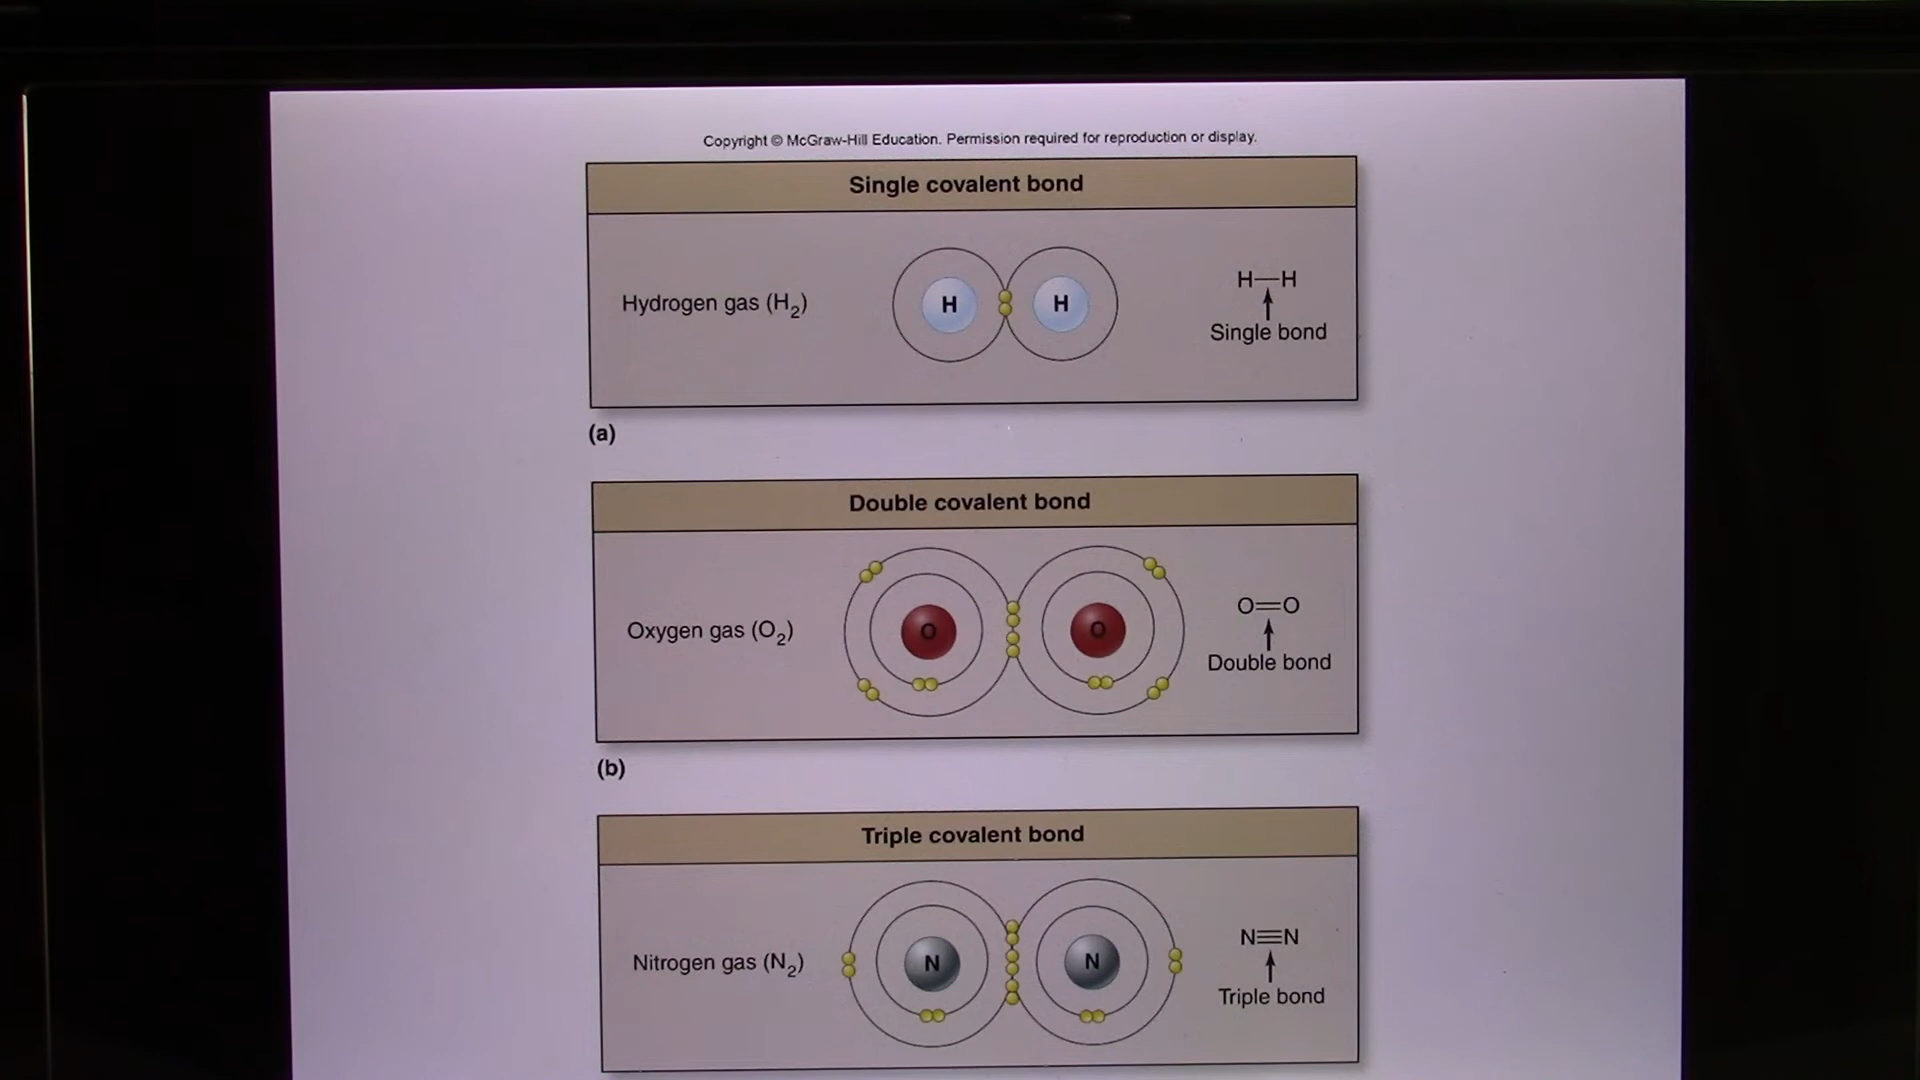 Copyright © McGraw-Hill Education. Permission required for reproduction or display.
Single covalent bond
Hydrogen gas (H2)
H
H
H—H
Single bond
(a)
Double covalent bond
Oxygen gas (O2)
O
O
O=O
Double bond
(b)
Triple covalent bond
Nitrogen gas (N2)
N
N
N≡N
Triple bond